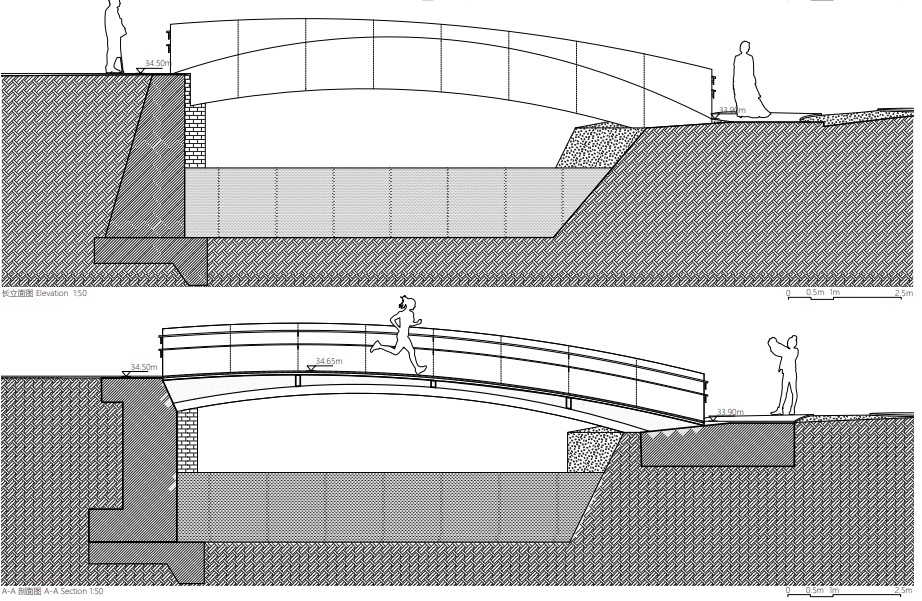 34.50m
33.90m
长立面图 Elevation 1:50
0 0.5m 1m 2.5m
34.50m
34.65m
33.90m
A-A 剖面图 A-A Section 1:50
0 0.5m 1m 2.5m